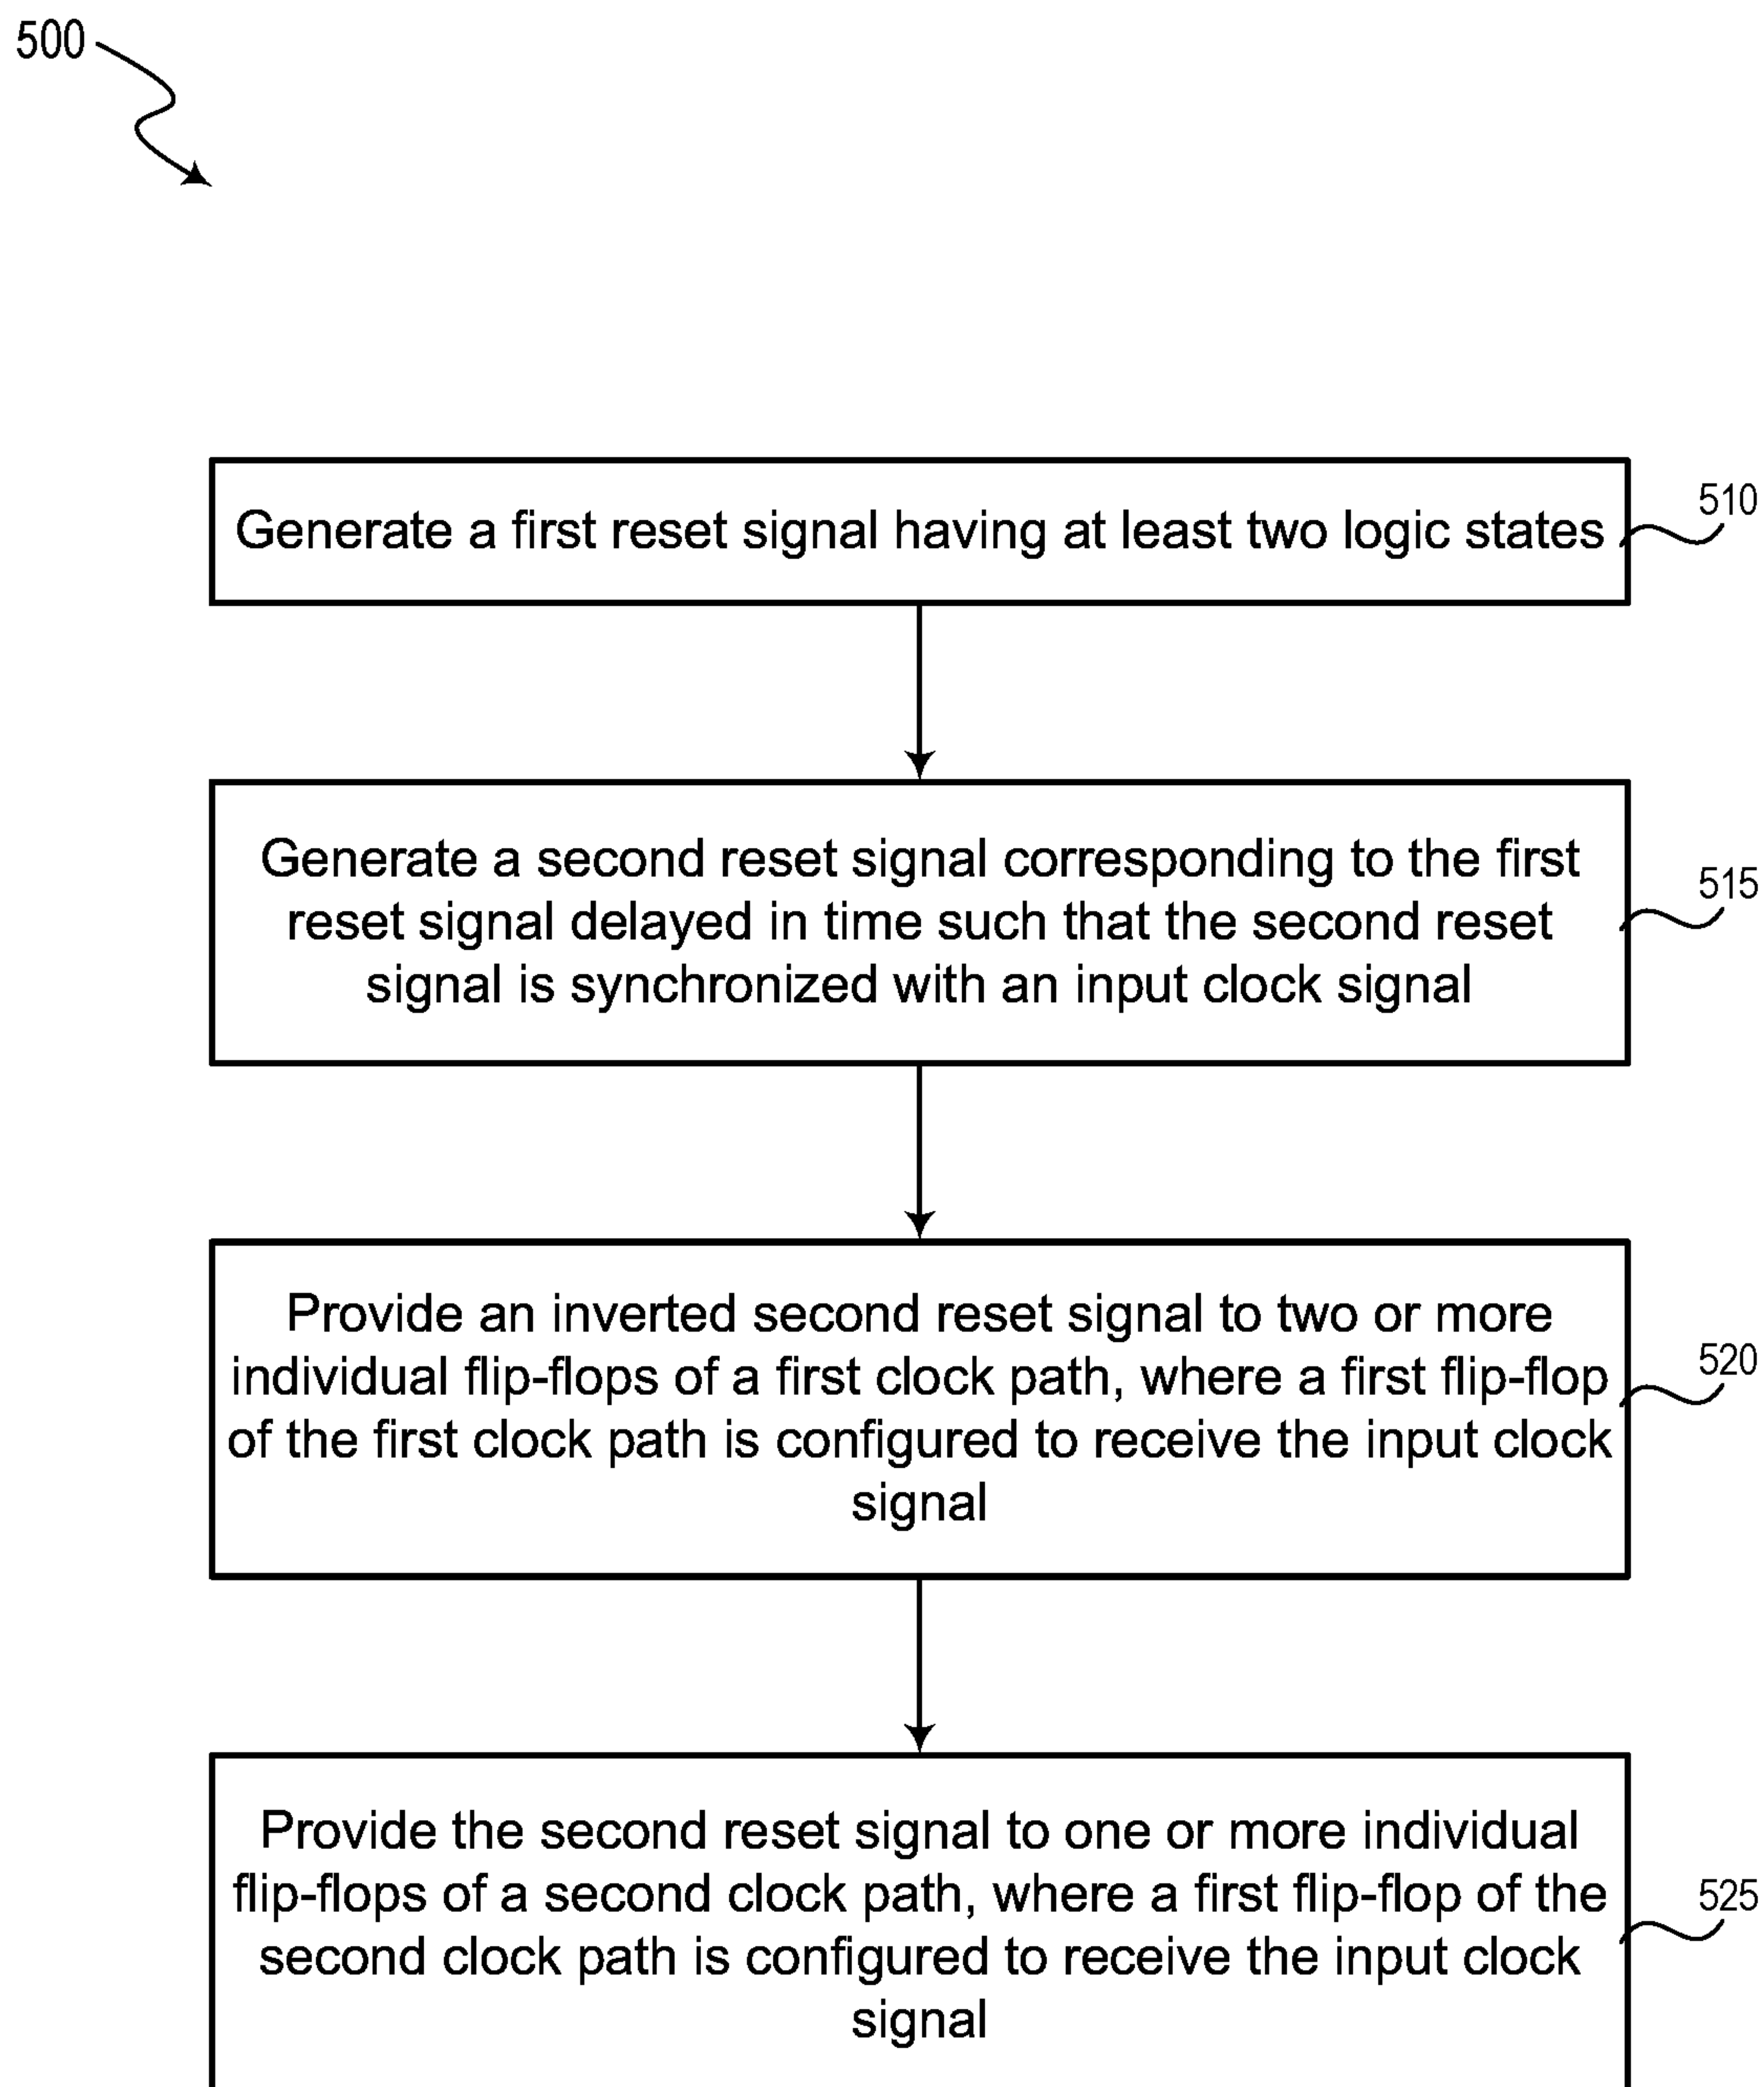 500
Generate a first reset signal having at least two logic states
510
Generate a second reset signal corresponding to the first
reset signal delayed in time such that the second reset
signal is synchronized with an input clock signal
515
Provide an inverted second reset signal to two or more
individual flip-flops of a first clock path, where a first flip-flop
of the first clock path is configured to receive the input clock
signal
520
Provide the second reset signal to one or more individual
flip-flops of a second clock path, where a first flip-flop of the
second clock path is configured to receive the input clock
signal
525